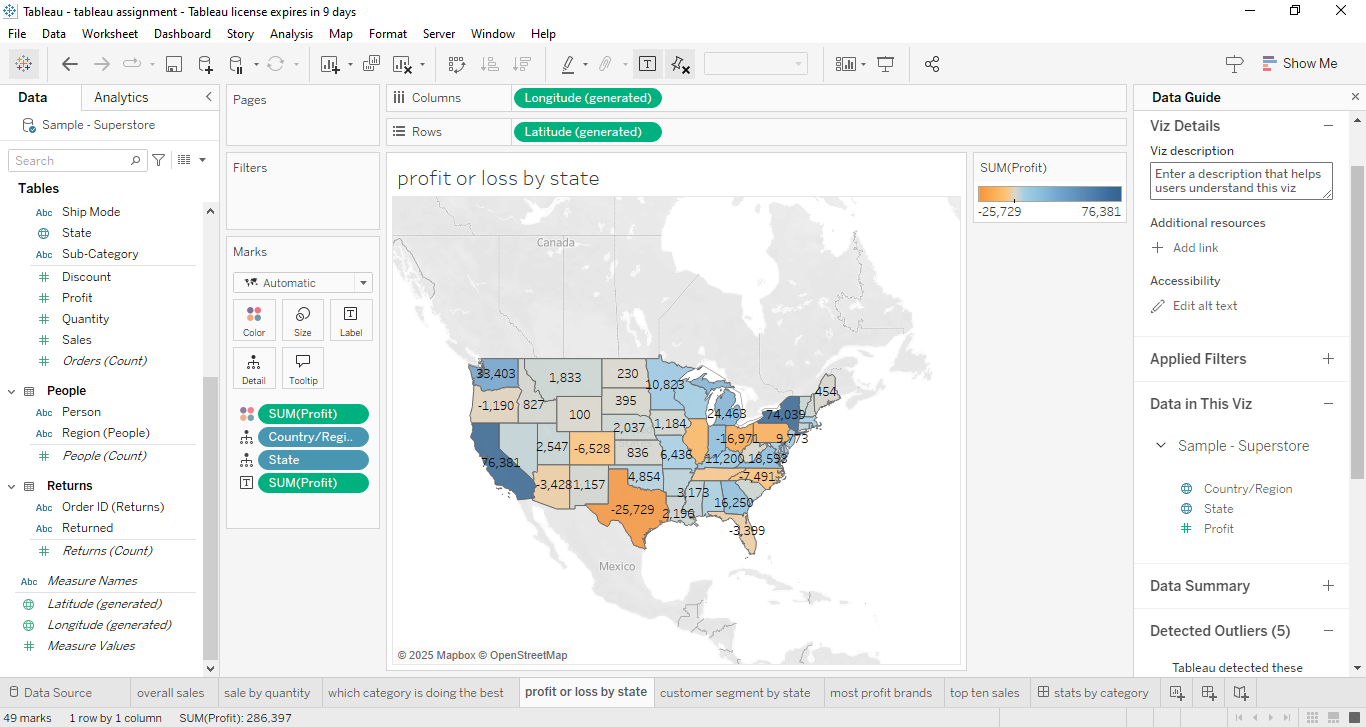 Tableau - tableau assignment - Tableau license expires in 9 days
File Data Worksheet Dashboard Story Analysis Map Format Server Window Help
Show Me
Data Analytics
Sample - Superstore
Search
Tables
Abc Ship Mode
State
Abc Sub-Category
Discount
Profit
Quantity
Sales
Orders (Count)
People
Abc Person
Abc Region (People)
People (Count)
Returns
Abc Order ID (Returns)
Abc Returned
Returns (Count)
Abc Measure Names
Latitude (generated)
Longitude (generated)
Measure Values
Pages
Filters
Marks
Automatic
Color Size Label
Detail Tooltip
SUM(Profit)
Country/Regi..
State
SUM(Profit)
Columns Longitude (generated)
Rows Latitude (generated)
profit or loss by state
Canada
33,403
1,833
230
10,823
454
-1,190
827
395
100
24,463
74,039
2,037
1,184
2,547
-6,528
-16,971
9,773
76,381
836
6,436
11,200
18,598
-3,428
1,157
4,854
-7,491
3,173
16,250
-25,729
2,196
-3,399
Mexico
© 2025 Mapbox © OpenStreetMap
SUM(Profit)
-25,729 76,381
Data Guide
Viz Details
Viz description
Enter a description that helps
users understand this viz
Additional resources
Add link
Accessibility
Edit alt text
Applied Filters
Data in This Viz
Sample - Superstore
Country/Region
State
Profit
Data Summary
Detected Outliers (5)
Tableau detected these
Data Source overall sales sale by quantity which category is doing the best profit or loss by state customer segment by state most profit brands top ten sales stats by category
49 marks 1 row by 1 column SUM(Profit): 286,397